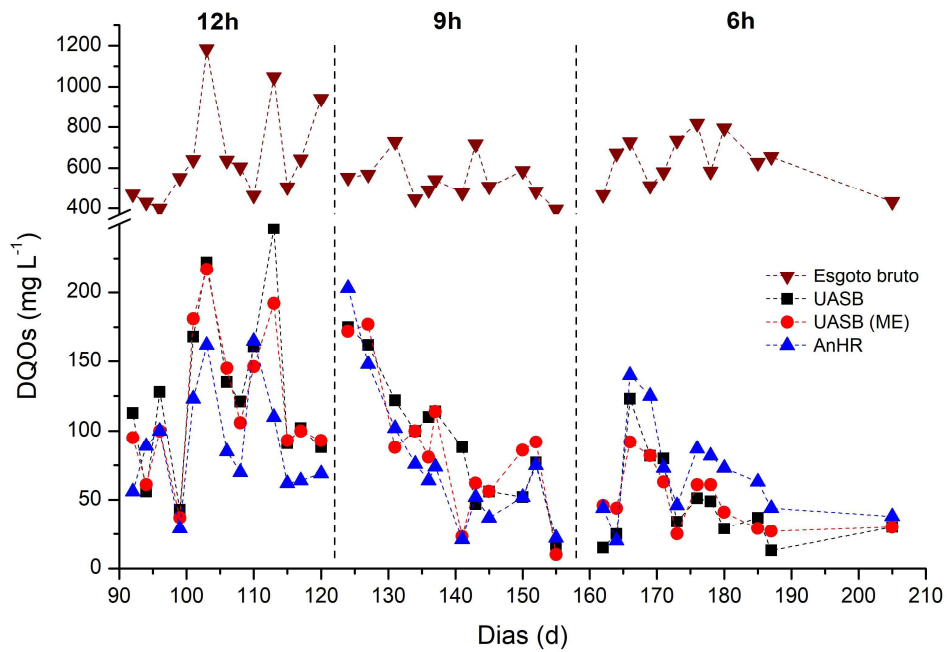 12h 9h 6h
1200
1000
800
600
400
200
150
100
50
0
DQOs (mg L⁻¹)
Esgoto bruto
UASB
UASB (ME)
AnHR
90 100 110 120 130 140 150 160 170 180 190 200 210
Dias (d)